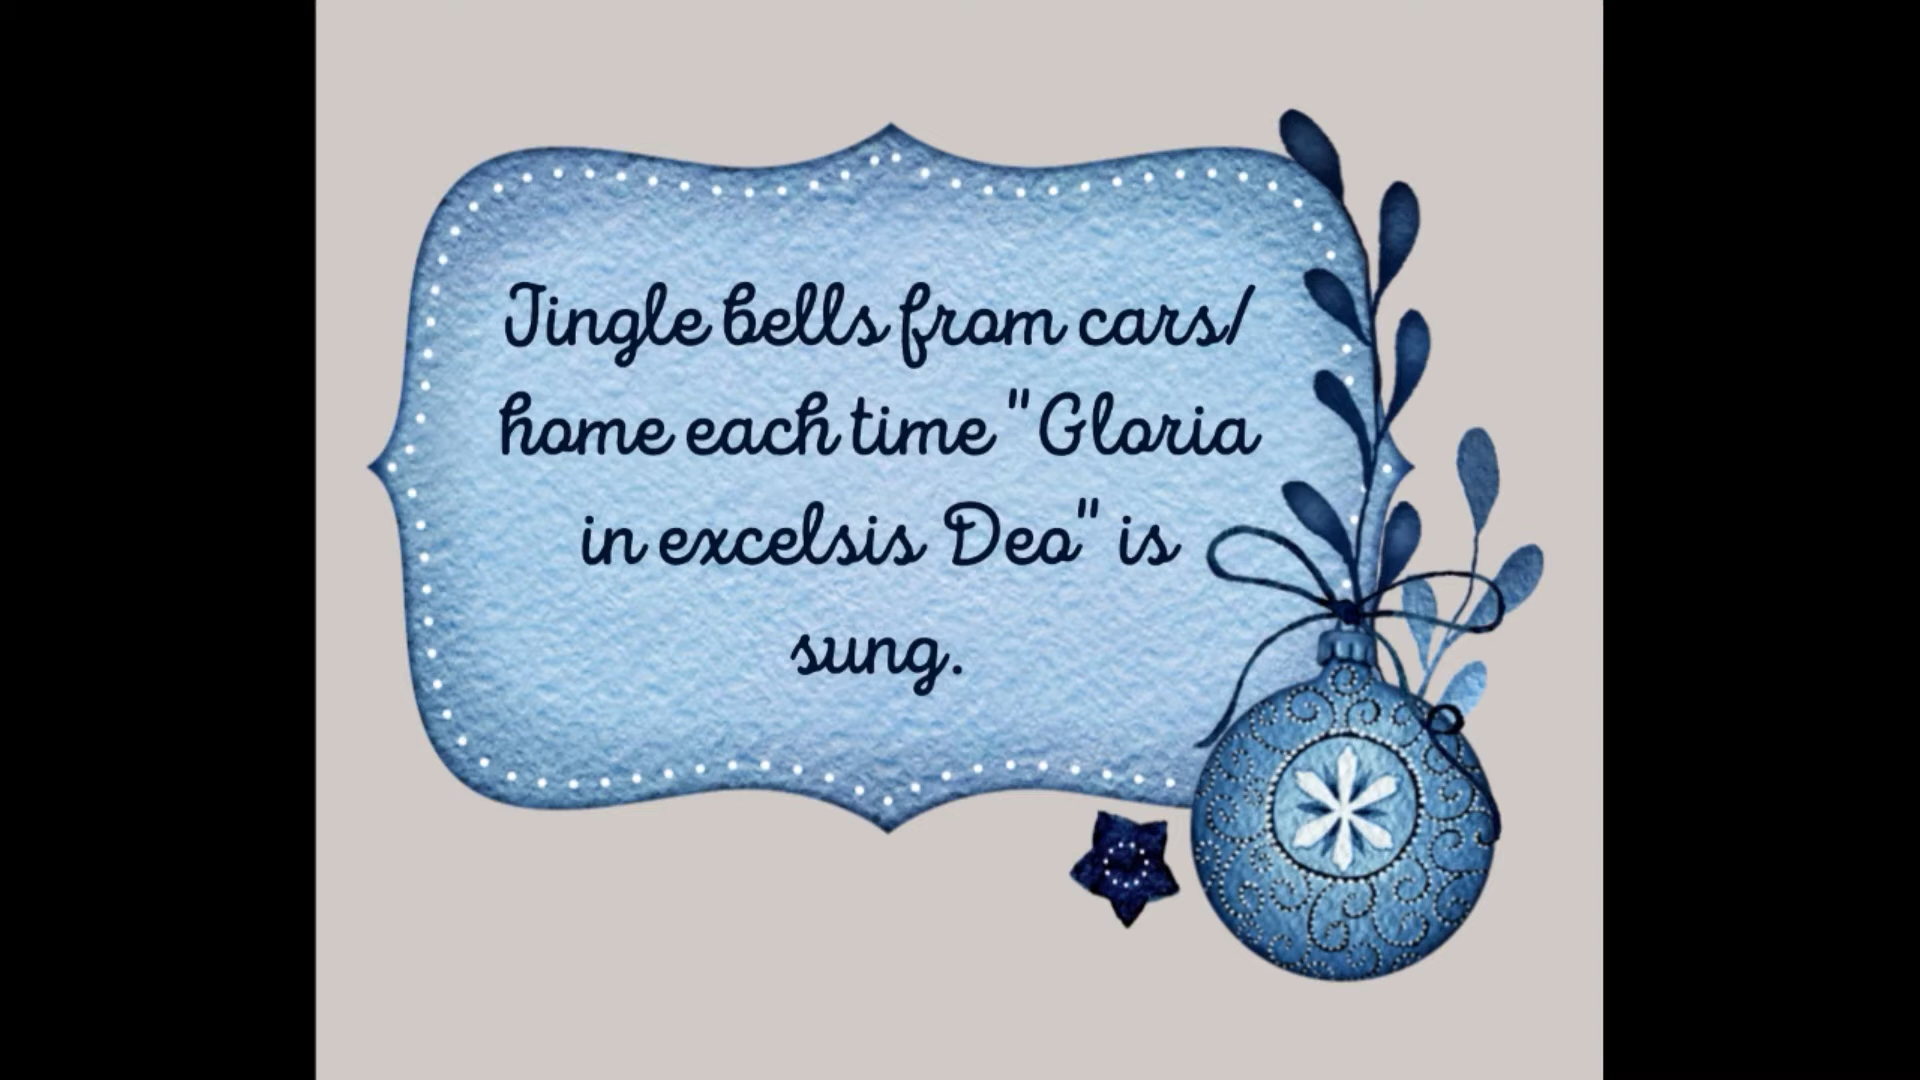 Jingle bells from cars/
home each time "Gloria
in excelsis Deo" is
sung.